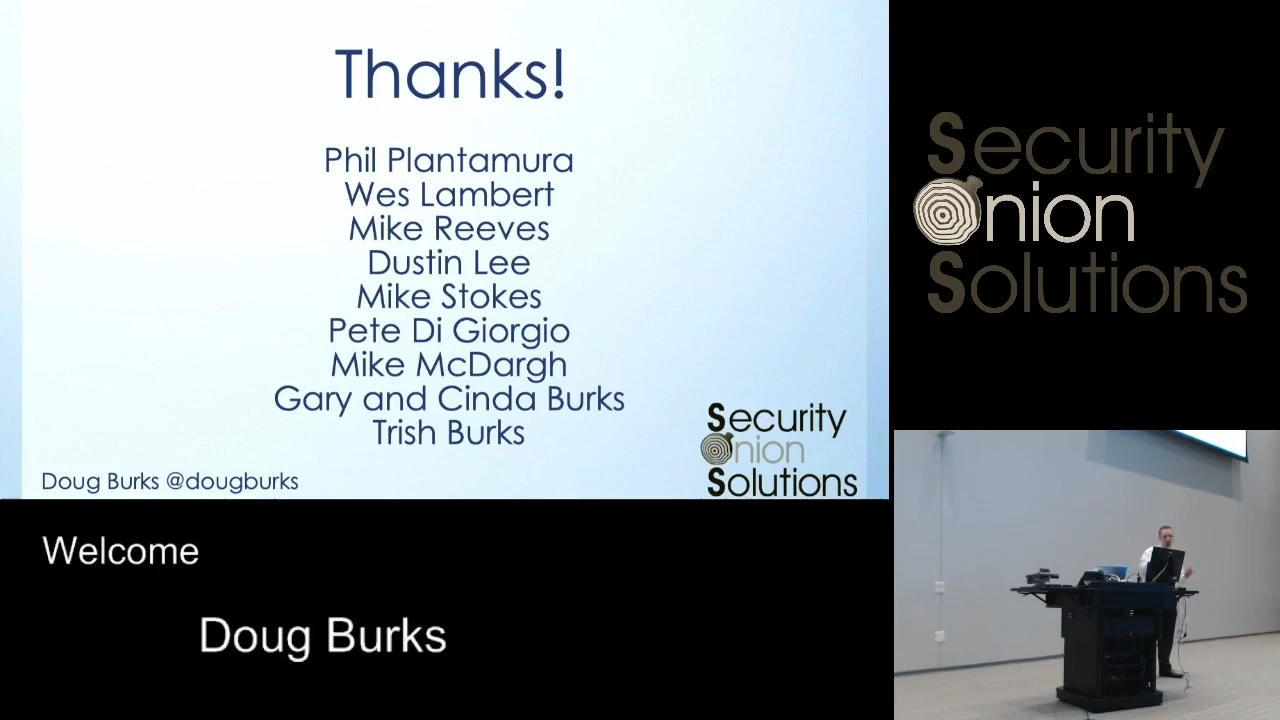 Thanks!
Phil Plantamura
Wes Lambert
Mike Reeves
Dustin Lee
Mike Stokes
Pete Di Giorgio
Mike McDargh
Gary and Cinda Burks
Trish Burks
Doug Burks @dougburks
Security
Onion
Solutions
Welcome
Doug Burks
Security
Onion
Solutions